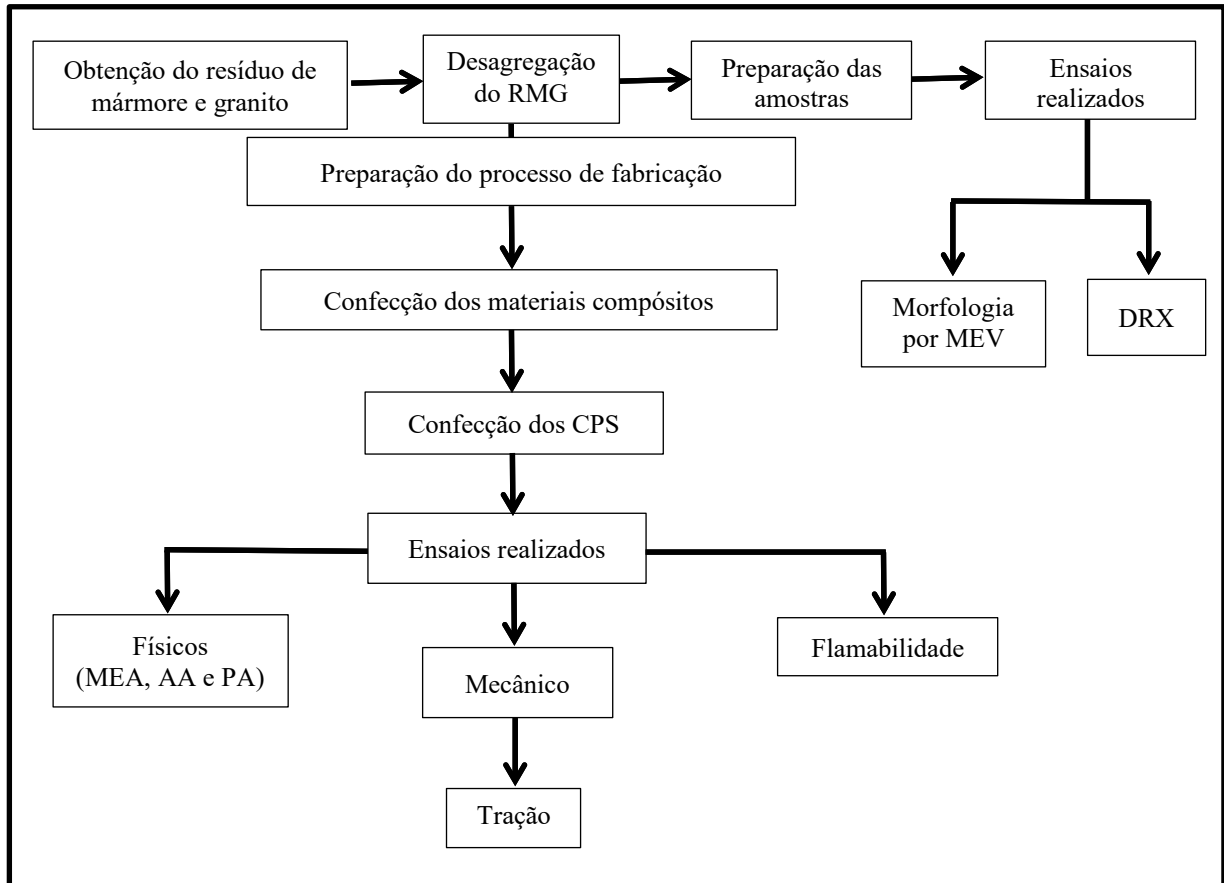 Obtenção do resíduo de
mármore e granito
Desagregação
do RMG
Preparação das
amostras
Ensaios
realizados
Preparação do processo de fabricação
Confecção dos materiais compósitos
Morfologia
por MEV
DRX
Confecção dos CPS
Ensaios realizados
Físicos
(MEA, AA e PA)
Mecânico
Flamabilidade
Tração